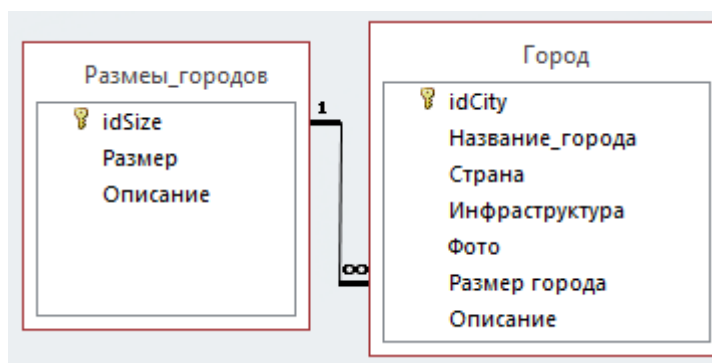 Размеы_городов
idSize
Размер
Описание
1
∞
Город
idCity
Название_города
Страна
Инфраструктура
Фото
Размер города
Описание